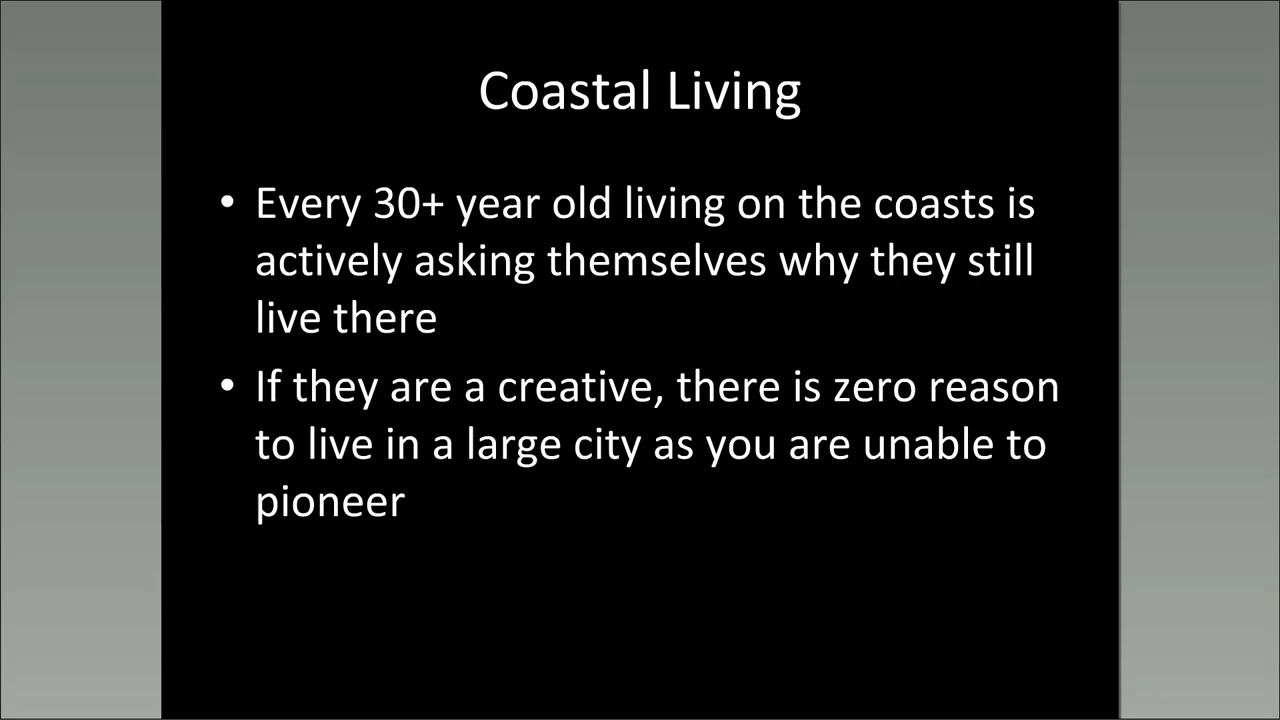 Coastal Living
• Every 30+ year old living on the coasts is
actively asking themselves why they still
live there
• If they are a creative, there is zero reason
to live in a large city as you are unable to
pioneer